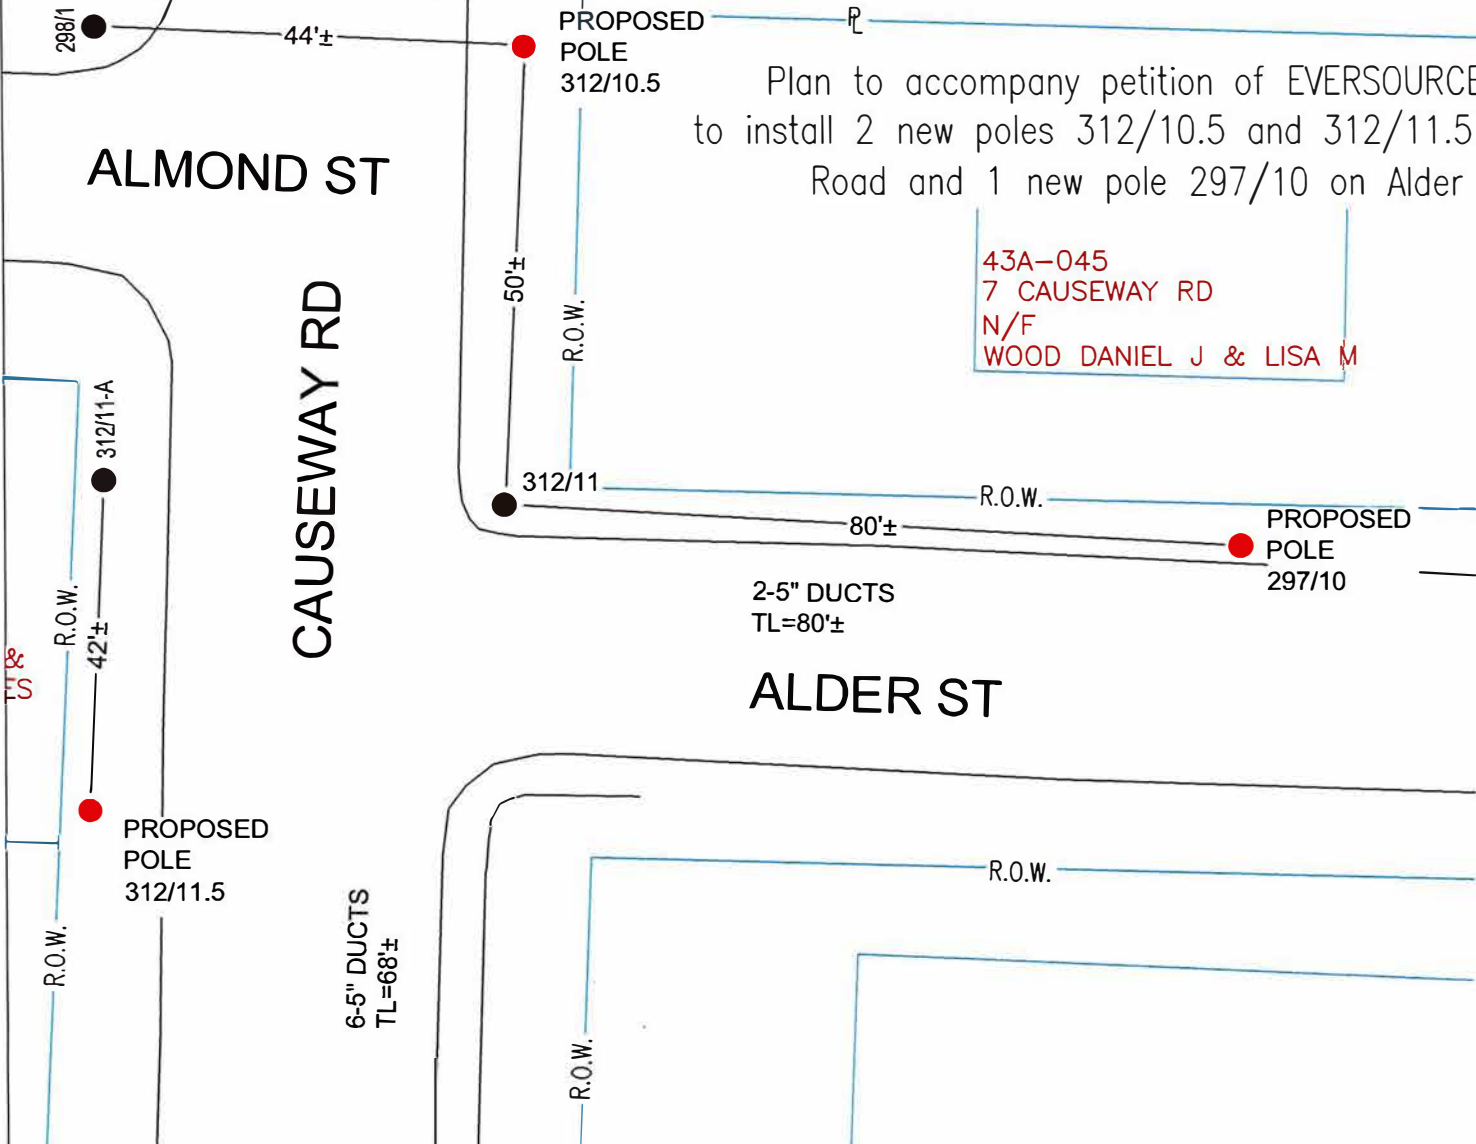 298/1
44'±
PROPOSED
POLE
312/10.5
PL
Plan to accompany petition of EVERSOURCE
to install 2 new poles 312/10.5 and 312/11.5
Road and 1 new pole 297/10 on Alder
ALMOND ST
43A-045
7 CAUSEWAY RD
N/F
WOOD DANIEL J & LISA M
50'±
R.O.W.
CAUSEWAY RD
312/11-A
312/11
R.O.W.
80'±
PROPOSED
POLE
297/10
2-5" DUCTS
TL=80'±
R.O.W.
42'±
&
ES
ALDER ST
PROPOSED
POLE
312/11.5
R.O.W.
6-5" DUCTS
TL=68'±
R.O.W.
R.O.W.